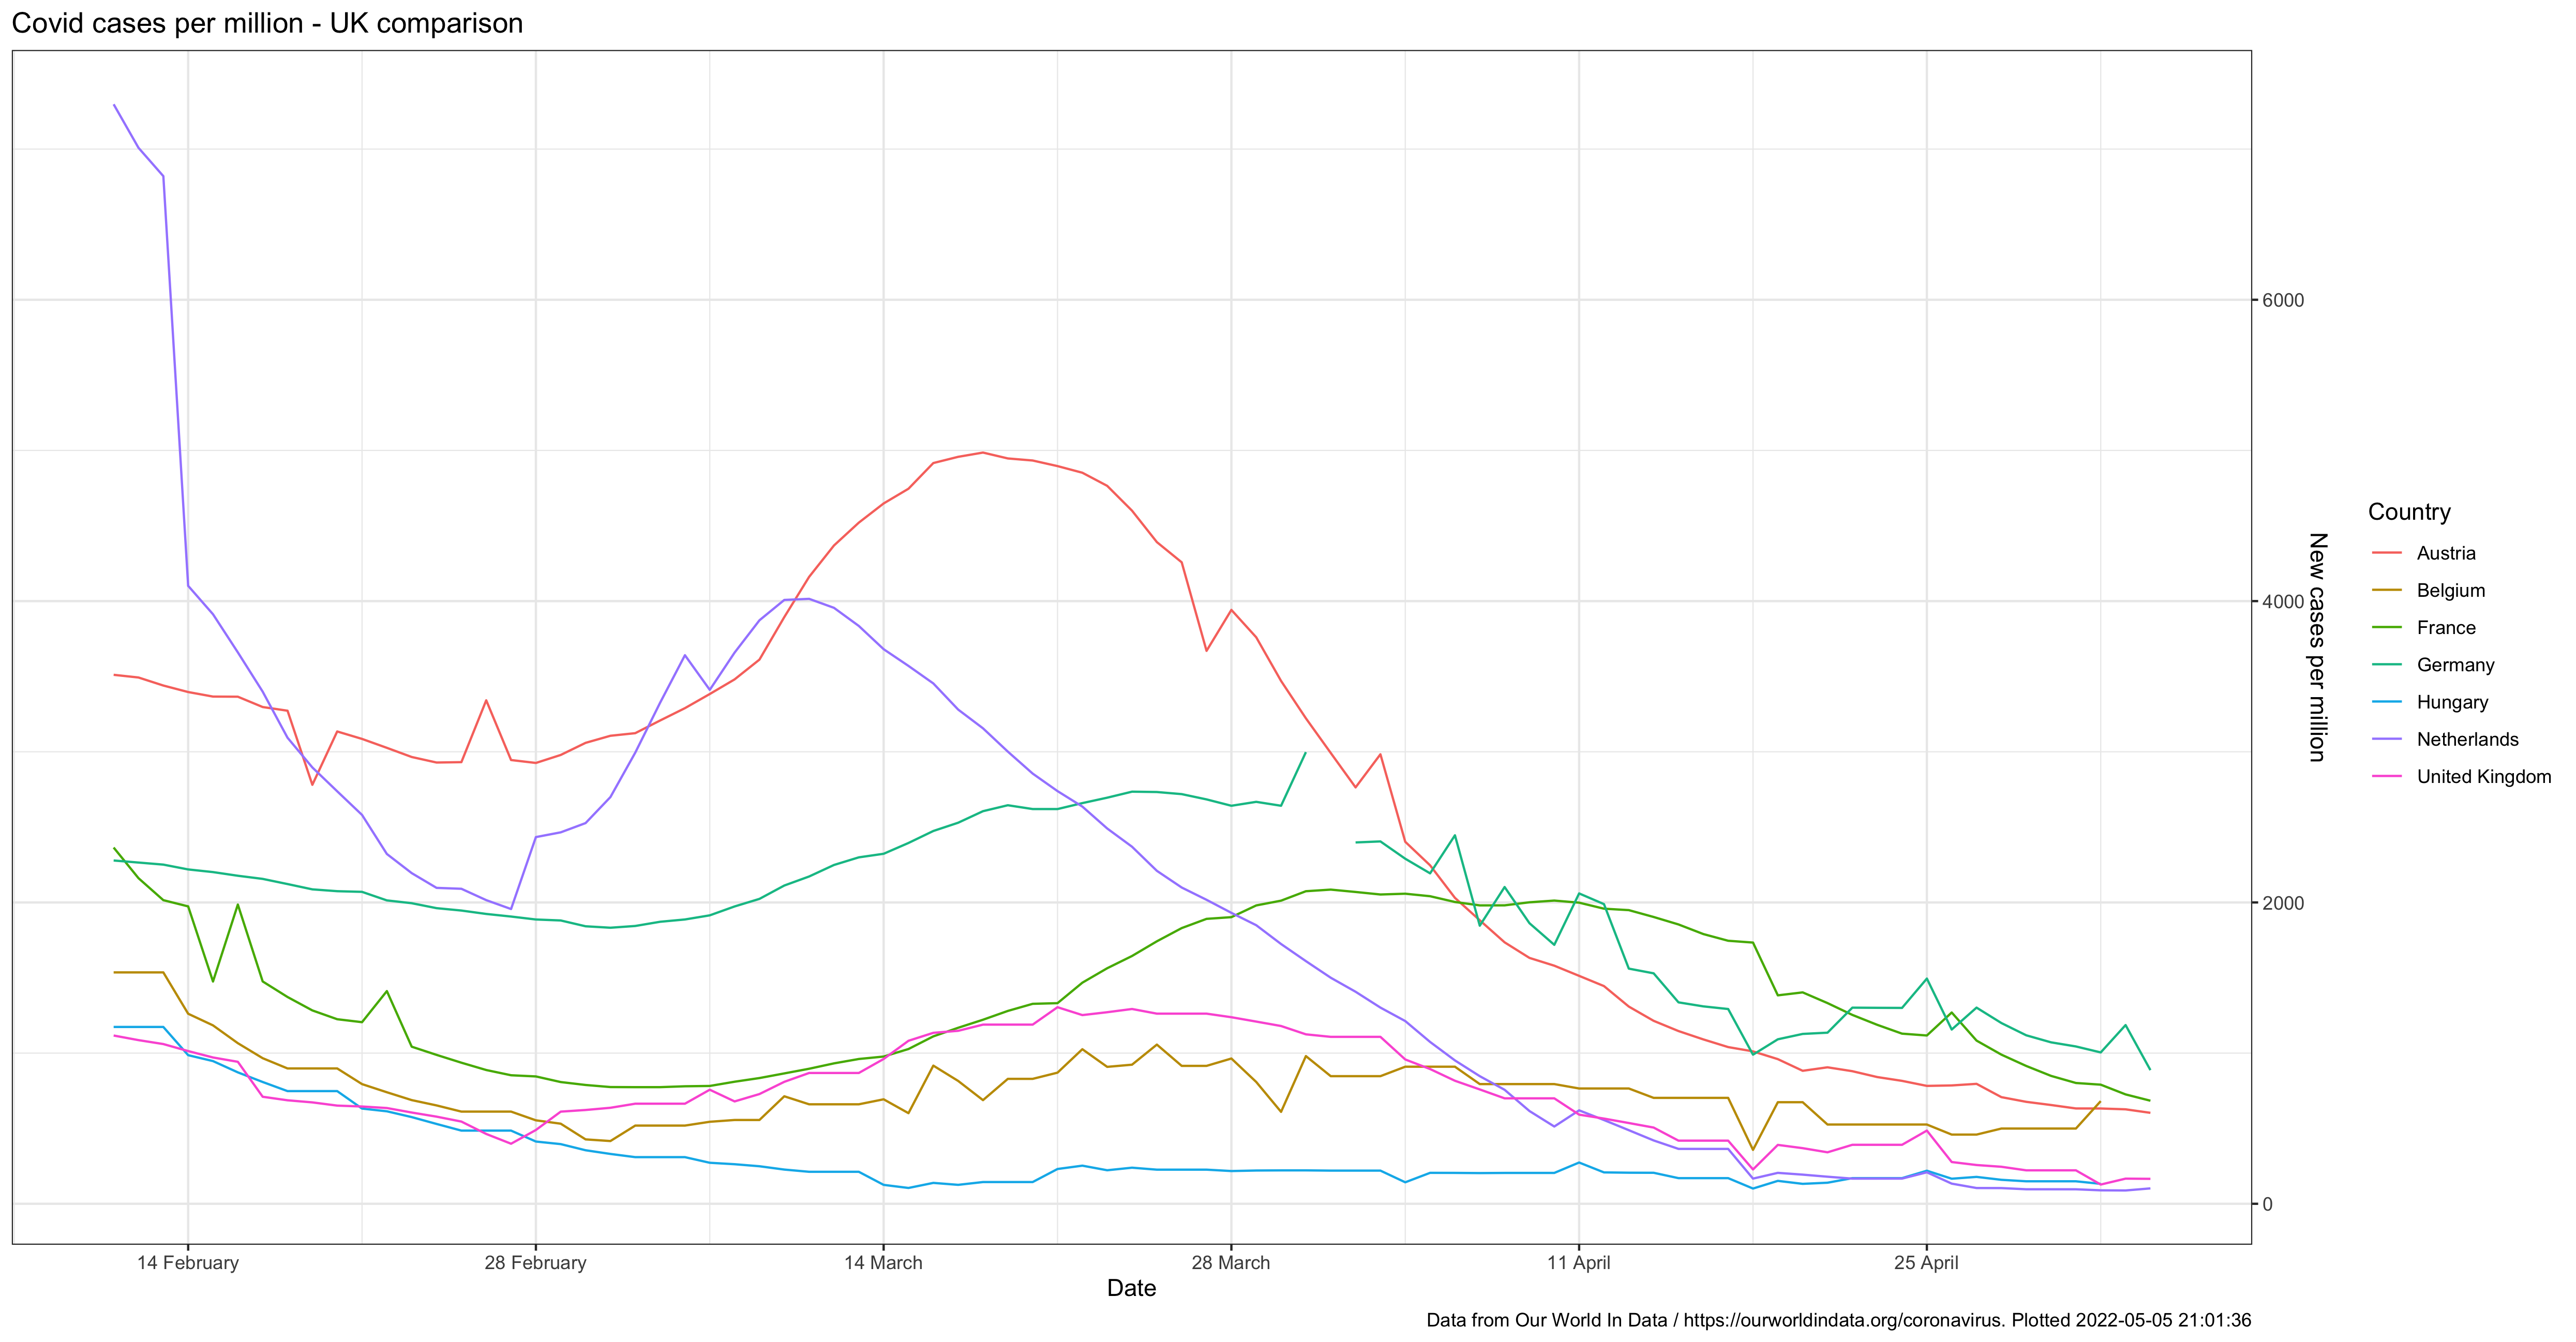 Covid cases per million - UK comparison
6000
4000
2000
0
New cases per million
Country
Austria
Belgium
France
Germany
Hungary
Netherlands
United Kingdom
14 February
28 February
14 March
28 March
11 April
25 April
Date
Data from Our World In Data / https://ourworldindata.org/coronavirus. Plotted 2022-05-05 21:01:36